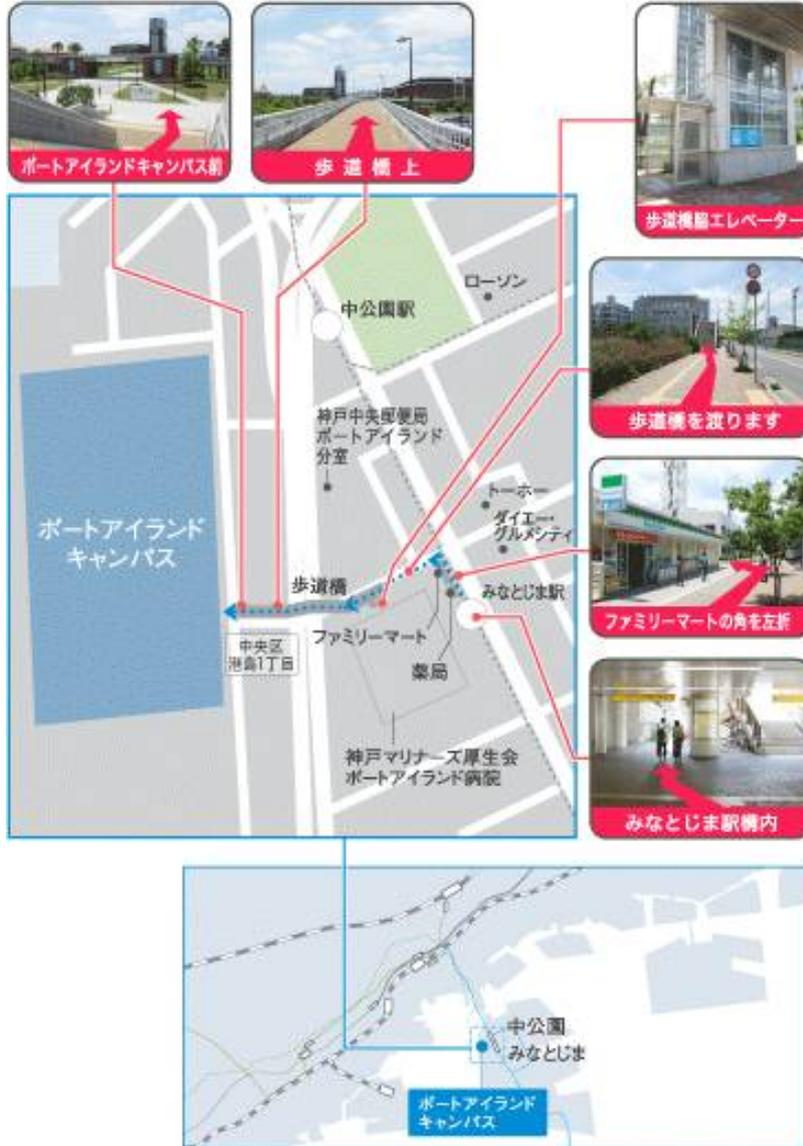 ポートアイランドキャンパス前
歩道橋上
歩道橋脇エレベーター
ローソン
中公園駅
歩道橋を渡ります
神戸中央郵便局
ポートアイランド
分室
トーホー
ダイエー・
グルメシティ
ポートアイランド
キャンパス
歩道橋
みなとじま駅
ファミリーマートの角を左折
ファミリーマート
中央区
港島1丁目
薬局
神戸マリナーズ厚生会
ポートアイランド病院
みなとじま駅構内
中公園
みなとじま
ポートアイランド
キャンパス